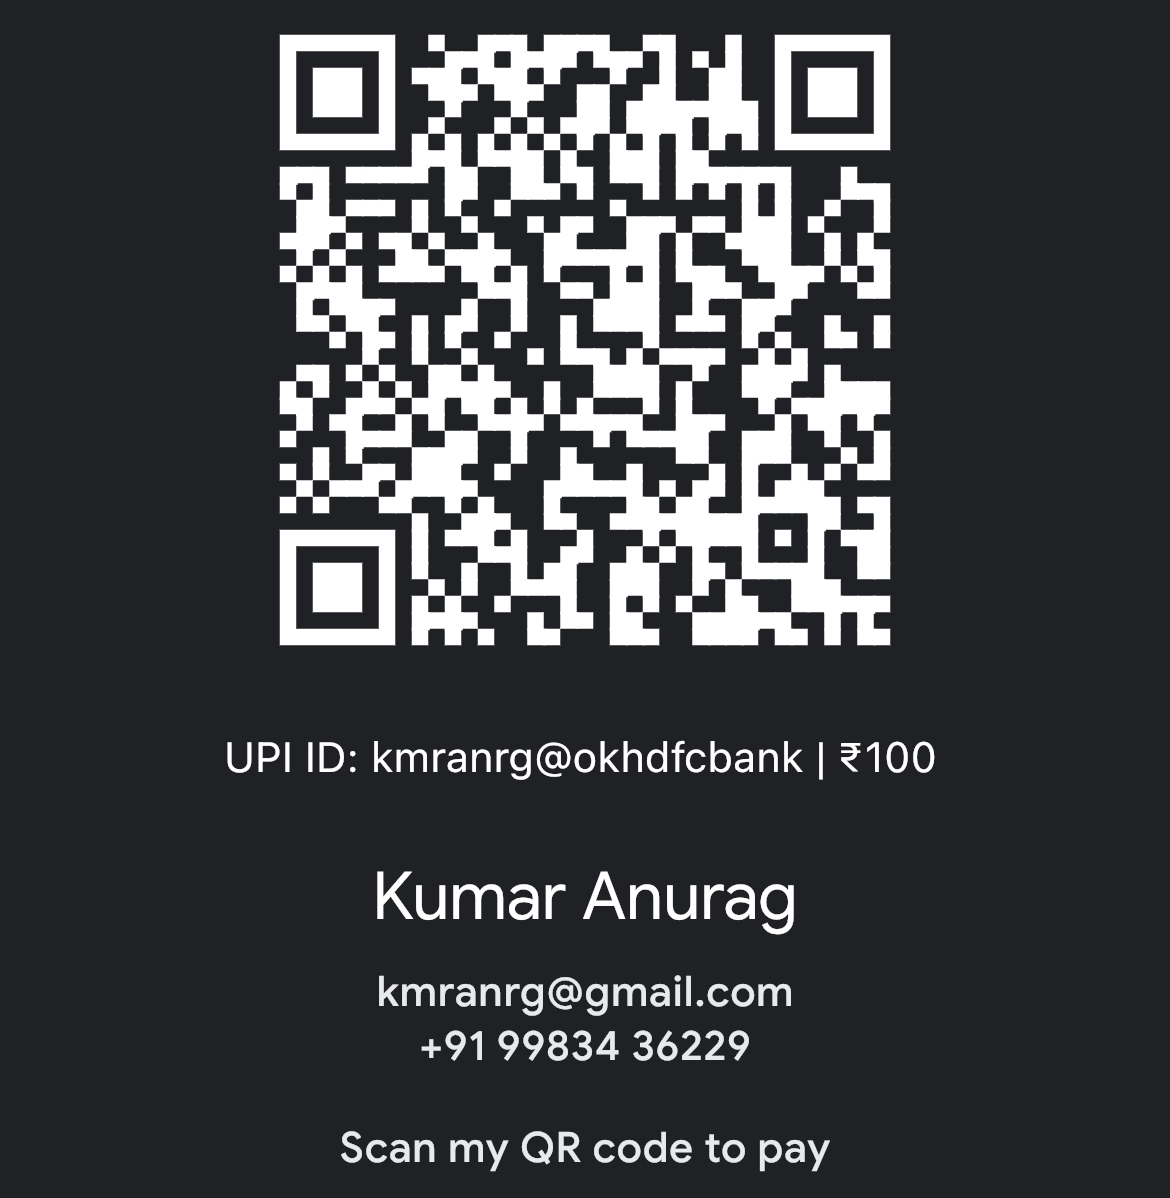 UPI ID: kmranrg@okhdfcbank | ₹100
Kumar Anurag
kmranrg@gmail.com
+91 99834 36229
Scan my QR code to pay